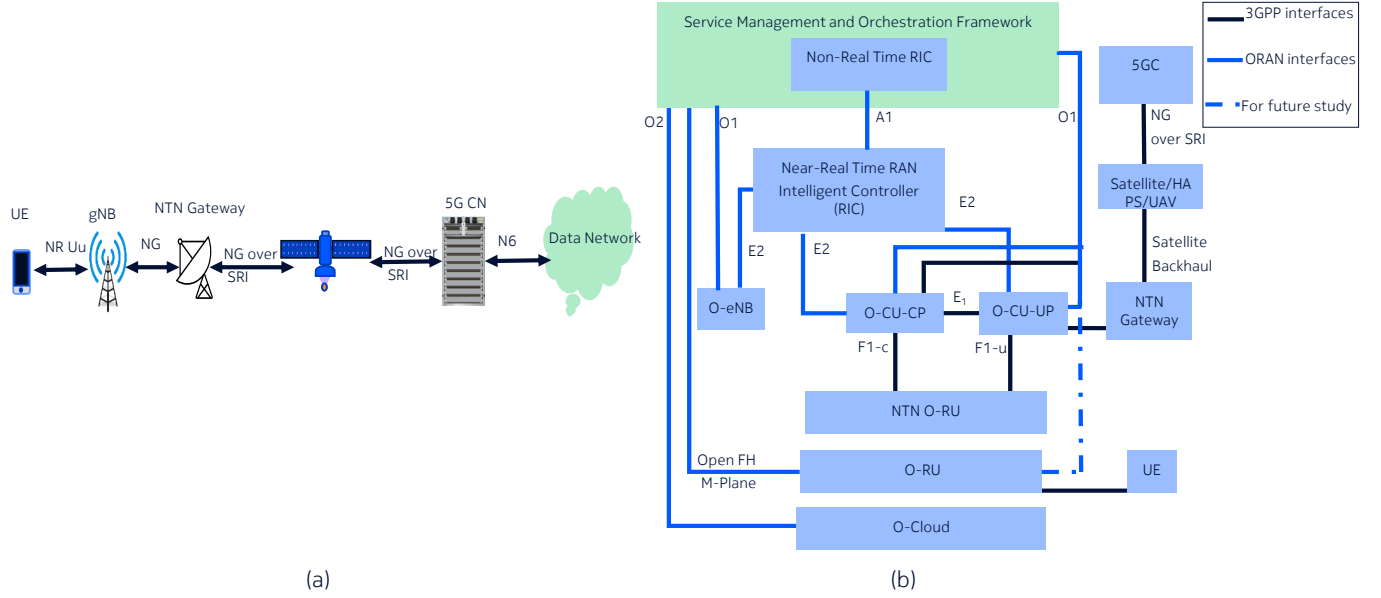 UE
gNB
NTN Gateway
5G CN
NR Uu
NG
NG over
SRI
NG over
SRI
N6
Data Network
(a)
Service Management and Orchestration Framework
Non-Real Time RIC
O2
O1
A1
O1
Near-Real Time RAN
Intelligent Controller
(RIC)
E2
E2
E2
O-eNB
O-CU-CP
E1
O-CU-UP
F1-c
F1-u
NTN O-RU
Open FH
M-Plane
O-RU
UE
O-Cloud
5GC
NG
over SRI
Satellite/HA
PS/UAV
Satellite
Backhaul
NTN
Gateway
3GPP interfaces
ORAN interfaces
For future study
(b)